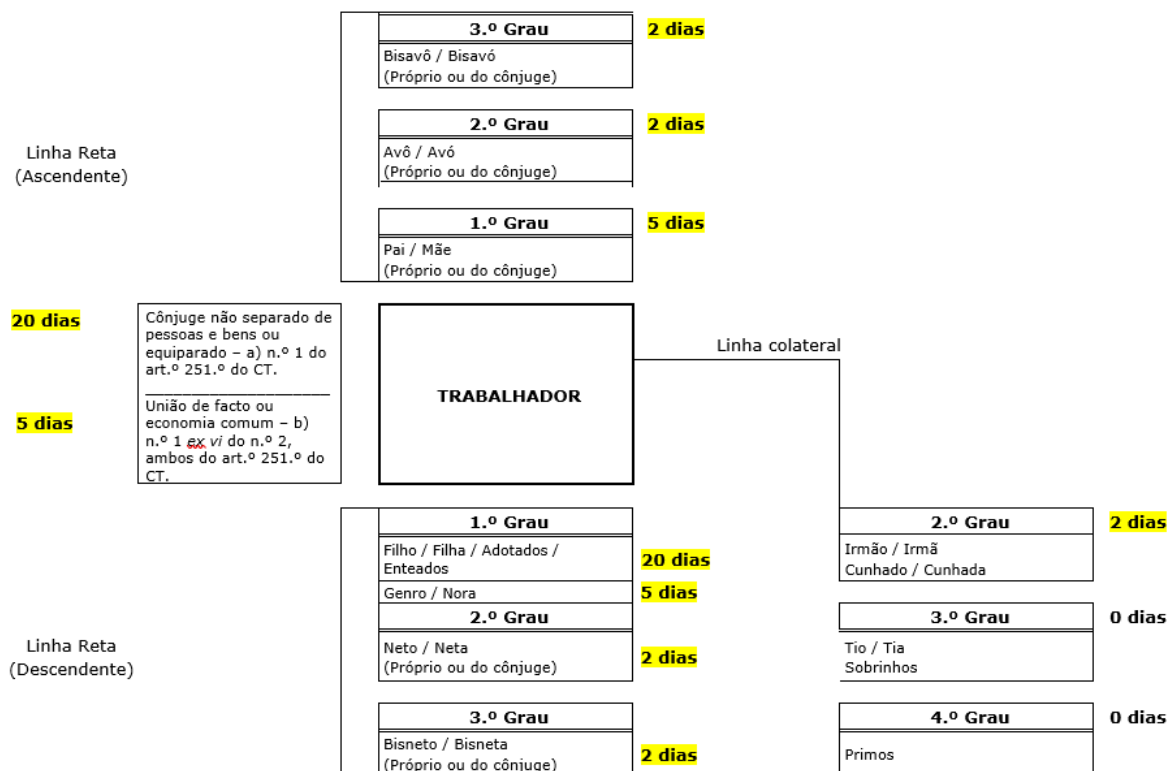 3.º Grau
2 dias
Bisavô / Bisavó
(Próprio ou do cônjuge)
2.º Grau
2 dias
Avô / Avó
(Próprio ou do cônjuge)
Linha Reta
(Ascendente)
1.º Grau
5 dias
Pai / Mãe
(Próprio ou do cônjuge)
20 dias
Cônjuge não separado de
pessoas e bens ou
equiparado – a) n.º 1 do
art.º 251.º do CT.
5 dias
União de facto ou
economia comum – b)
n.º 1 ex vi do n.º 2,
ambos do art.º 251.º do
CT.
TRABALHADOR
Linha colateral
1.º Grau
Filho / Filha / Adotados /
Enteados
20 dias
Genro / Nora
5 dias
2.º Grau
Neto / Neta
(Próprio ou do cônjuge)
2 dias
Linha Reta
(Descendente)
3.º Grau
Bisneto / Bisneta
(Próprio ou do cônjuge)
2 dias
2.º Grau
2 dias
Irmão / Irmã
Cunhado / Cunhada
3.º Grau
0 dias
Tio / Tia
Sobrinhos
4.º Grau
0 dias
Primos